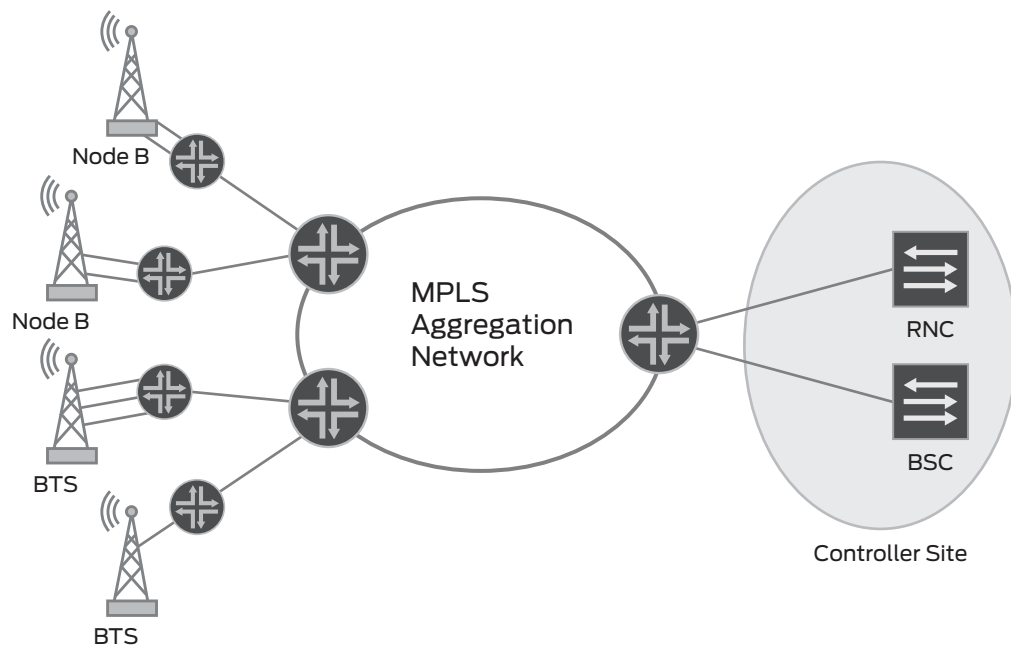 Node B
Node B
BTS
BTS
MPLS
Aggregation
Network
RNC
BSC
Controller Site